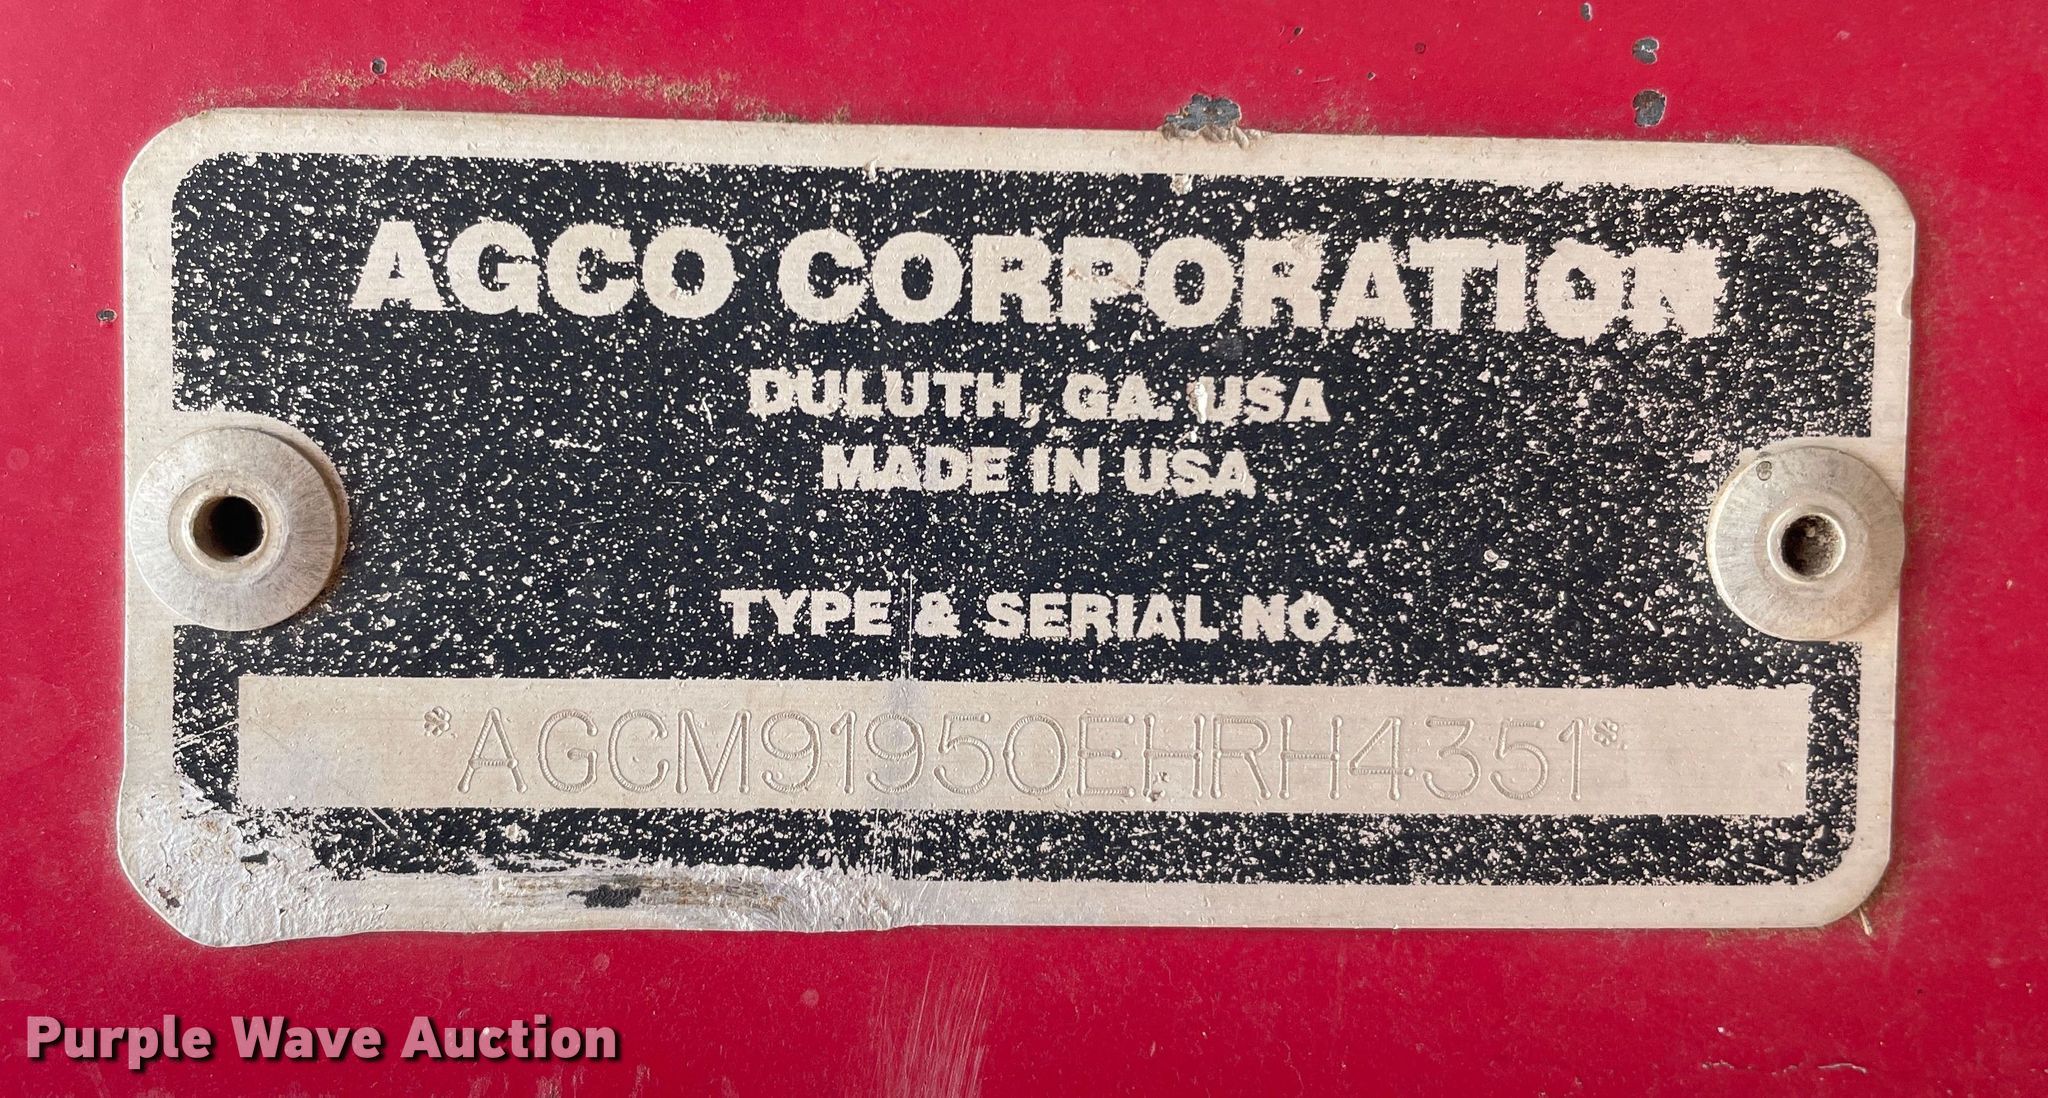 AGCO CORPORATION
DULUTH, GA. USA
MADE IN USA
TYPE & SERIAL NO.
*AGCM91950EHRH4351*
Purple Wave Auction